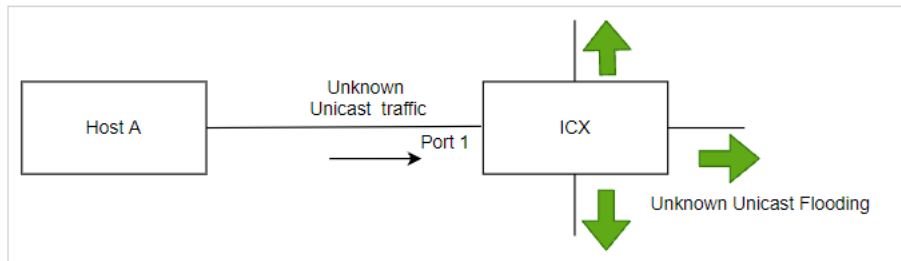 Host A
Unknown
Unicast traffic
Port 1
ICX
Unknown Unicast Flooding